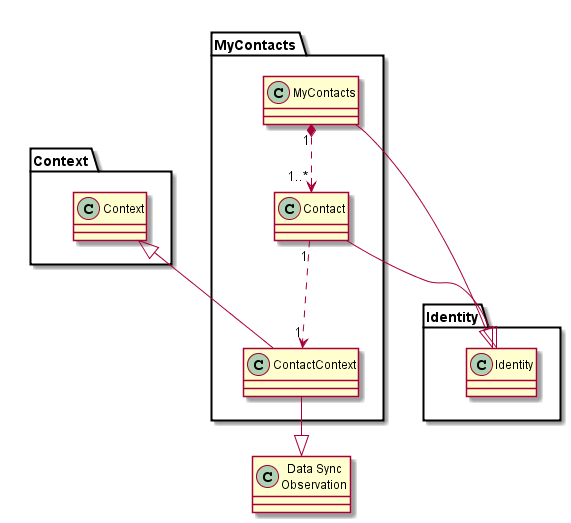 MyContacts
C MyContacts
1
1..*
Context
C Context
C Contact
1
1
Identity
C ContactContext
C Identity
C Data Sync
Observation